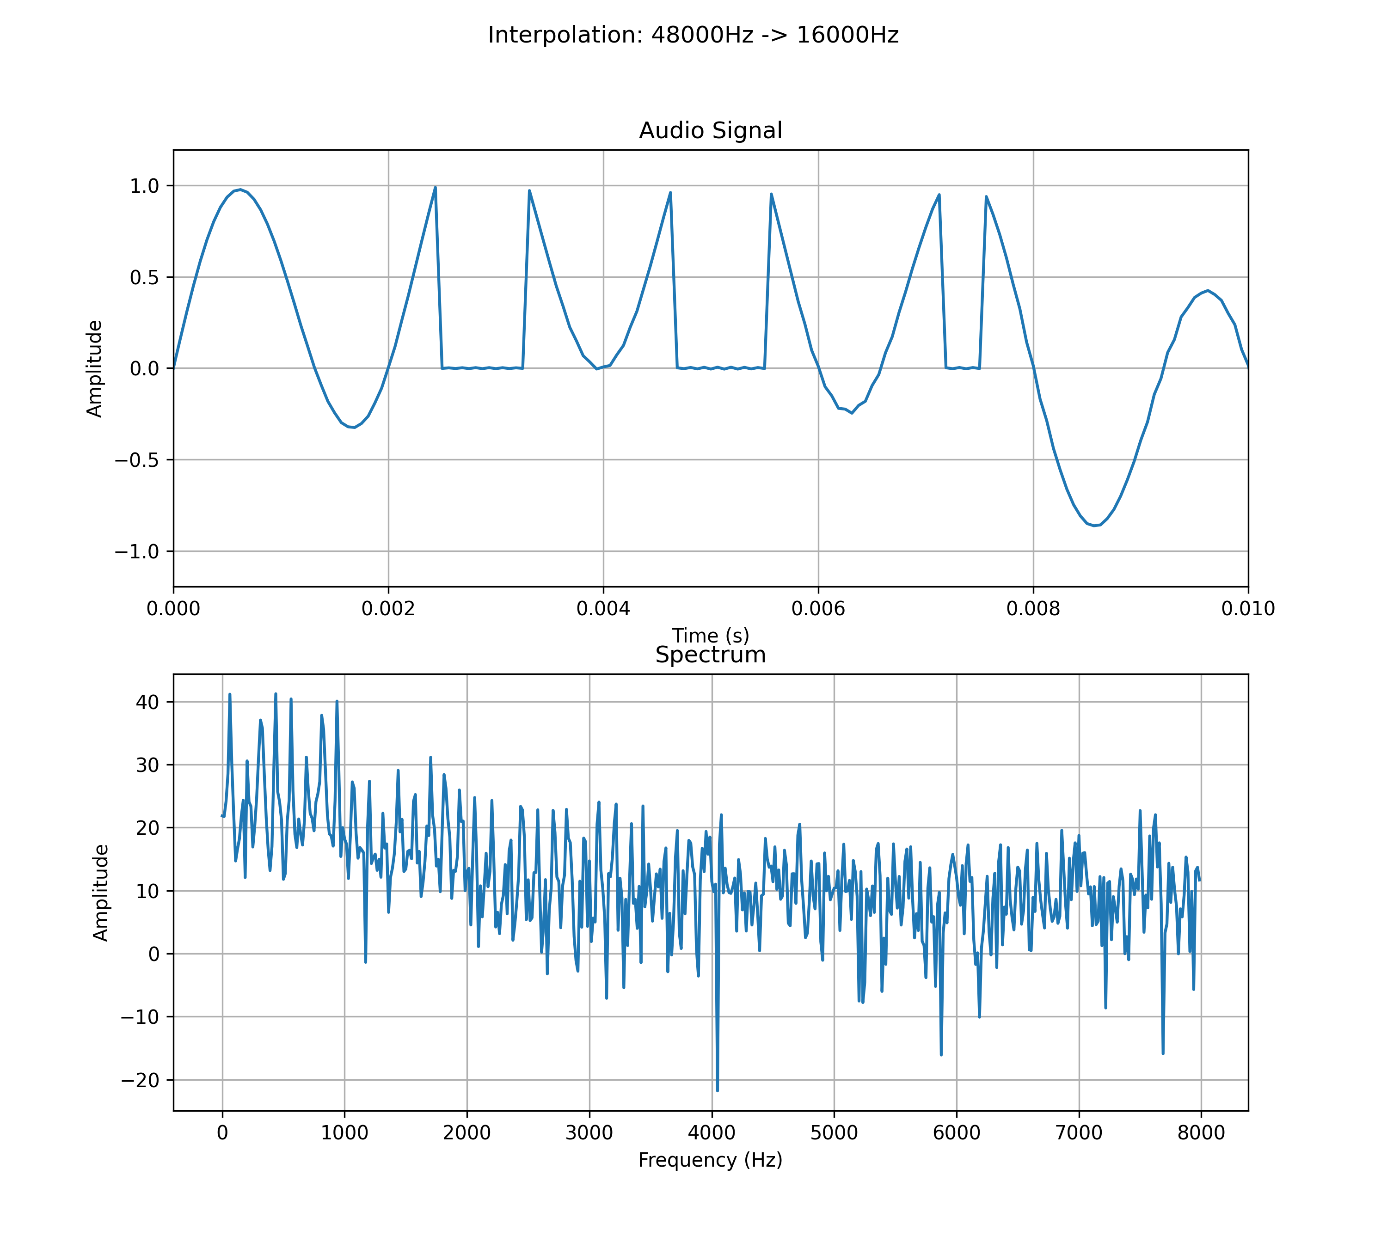 Interpolation: 48000Hz -> 16000Hz
Audio Signal
Amplitude
1.0
0.5
0.0
−0.5
−1.0
0.000 0.002 0.004 0.006 0.008 0.010
Time (s)
Spectrum
Amplitude
40
30
20
10
0
−10
−20
0 1000 2000 3000 4000 5000 6000 7000 8000
Frequency (Hz)